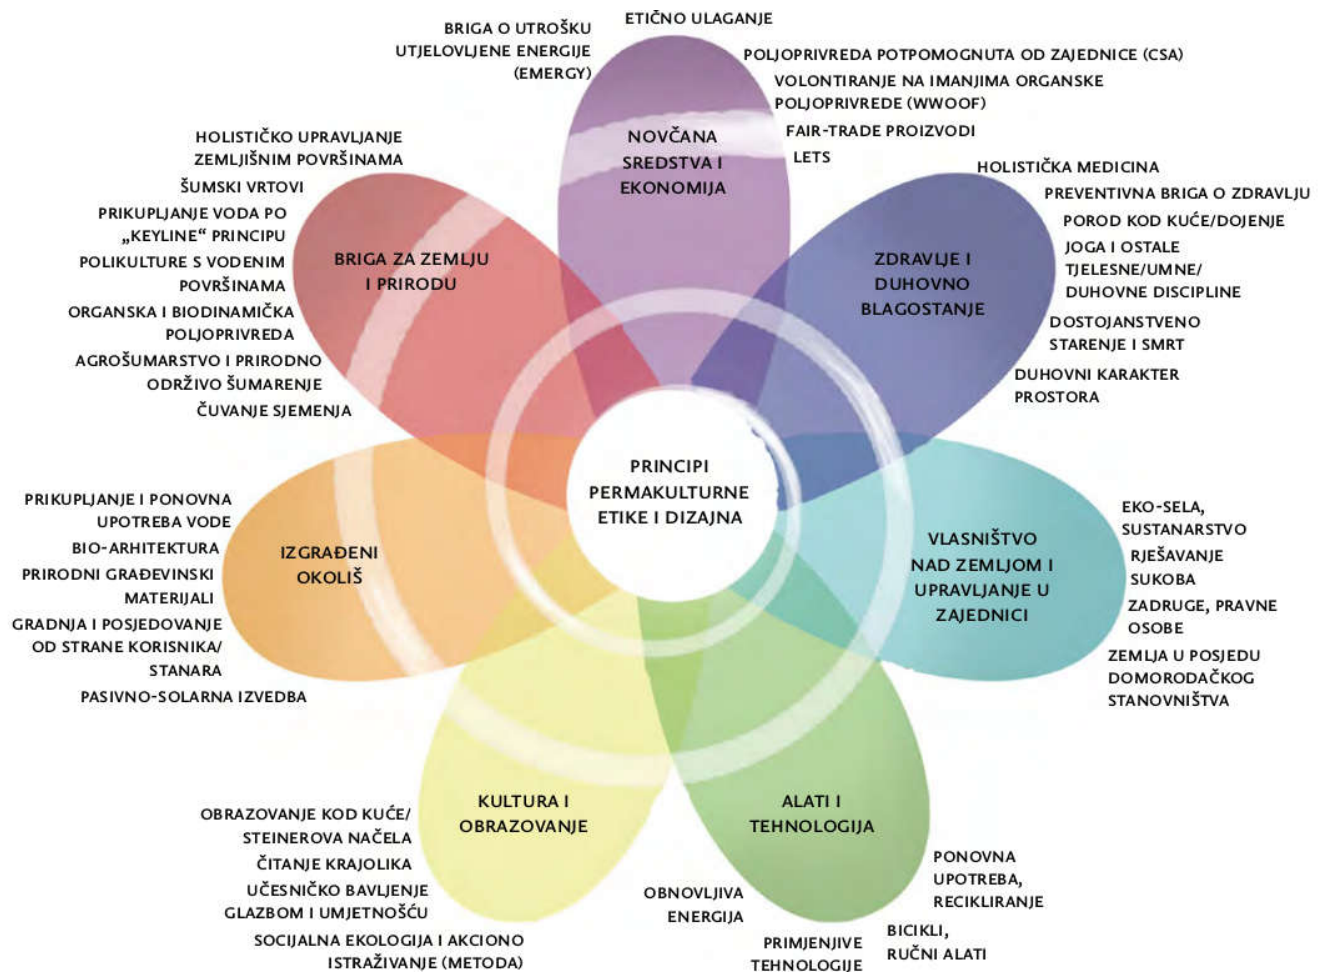 ETIČNO ULAGANJE
BRIGA O UTROŠKU
UTJELOVLJENE ENERGIJE
(EMERGY)
POLJOPRIVREDA POTPOMOGNUTA OD ZAJEDNICE (CSA)
VOLONTIRANJE NA IMANJIMA ORGANSKE
POLJOPRIVREDE (WWOOF)
FAIR-TRADE PROIZVODI
LETS
NOVČANA
SREDSTVA I
EKONOMIJA
HOLISTIČKA MEDICINA
PREVENTIVNA BRIGA O ZDRAVLJU
POROD KOD KUĆE/DOJENJE
JOGA I OSTALE
TJELESNE/UMNE/
DUHOVNE DISCIPLINE
DOSTOJANSTVENO
STARENJE I SMRT
DUHOVNI KARAKTER
PROSTORA
ZDRAVLJE I
DUHOVNO
BLAGOSTANJE
HOLISTIČKO UPRAVLJANJE
ZEMLJIŠNIM POVRŠINAMA
ŠUMSKI VRTOVI
PRIKUPLJANJE VODA PO
„KEYLINE“ PRINCIPU
POLIKULTURE S VODENIM
POVRŠINAMA
ORGANSKA I BIODINAMIČKA
POLJOPRIVREDA
AGROŠUMARSTVO I PRIRODNO
ODRŽIVO ŠUMARENJE
ČUVANJE SJEMENJA
BRIGA ZA ZEMLJU
I PRIRODU
PRINCIPI
PERMAKULTURNE
ETIKE I DIZAJNA
PRIKUPLJANJE I PONOVNA
UPOTREBA VODE
BIO-ARHITEKTURA
PRIRODNI GRAĐEVINSKI
MATERIJALI
GRADNJA I POSJEDOVANJE
OD STRANE KORISNIKA/
STANARA
PASIVNO-SOLARNA IZVEDBA
IZGRAĐENI
OKOLIŠ
VLASNIŠTVO
NAD ZEMLJOM I
UPRAVLJANJE U
ZAJEDNICI
EKO-SELA,
SUSTANARSTVO
RJEŠAVANJE
SUKOBA
ZADRUGE, PRAVNE
OSOBE
ZEMLJA U POSJEDU
DOMORODAČKOG
STANOVNIŠTVA
KULTURA I
OBRAZOVANJE
OBRAZOVANJE KOD KUĆE/
STEINEROVA NAČELA
ČITANJE KRAJOLIKA
UČESNIČKO BAVLJENJE
GLAZBOM I UMJETNOŠĆU
SOCIJALNA EKOLOGIJA I AKCIONO
ISTRAŽIVANJE (METODA)
ALATI I
TEHNOLOGIJA
OBNOVLJIVA
ENERGIJA
PRIMJENJIVE
TEHNOLOGIJE
BICIKLI,
RUČNI ALATI
PONOVNA
UPOTREBA,
RECIKLIRANJE